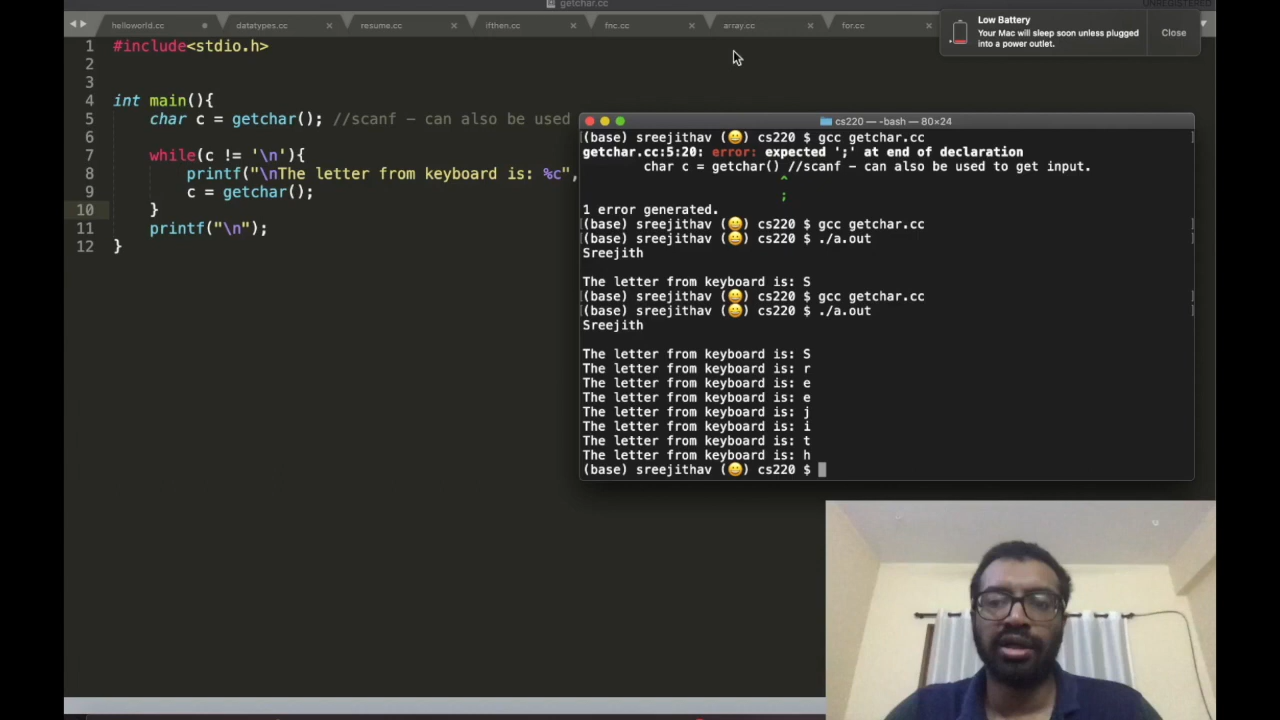 getchar.cc
UNREGISTERED
helloworld.cc
datatypes.cc
resume.cc
ifthen.cc
fnc.cc
array.cc
for.cc
Low Battery
Your Mac will sleep soon unless plugged
into a power outlet.
Close
1 #include<stdio.h>
2
3
4 int main(){
5 char c = getchar(); //scanf - can also be used
6
7 while(c != '\n'){
8 printf("\nThe letter from keyboard is: %c",
9 c = getchar();
10 }
11 printf("\n");
12 }
cs220 — -bash — 80×24
(base) sreejithav (😀) cs220 $ gcc getchar.cc
getchar.cc:5:20: error: expected ';' at end of declaration
char c = getchar() //scanf - can also be used to get input.
^
;
1 error generated.
(base) sreejithav (😀) cs220 $ gcc getchar.cc
(base) sreejithav (😀) cs220 $ ./a.out
Sreejith
The letter from keyboard is: S
(base) sreejithav (😀) cs220 $ gcc getchar.cc
(base) sreejithav (😀) cs220 $ ./a.out
Sreejith
The letter from keyboard is: S
The letter from keyboard is: r
The letter from keyboard is: e
The letter from keyboard is: e
The letter from keyboard is: j
The letter from keyboard is: i
The letter from keyboard is: t
The letter from keyboard is: h
(base) sreejithav (😀) cs220 $